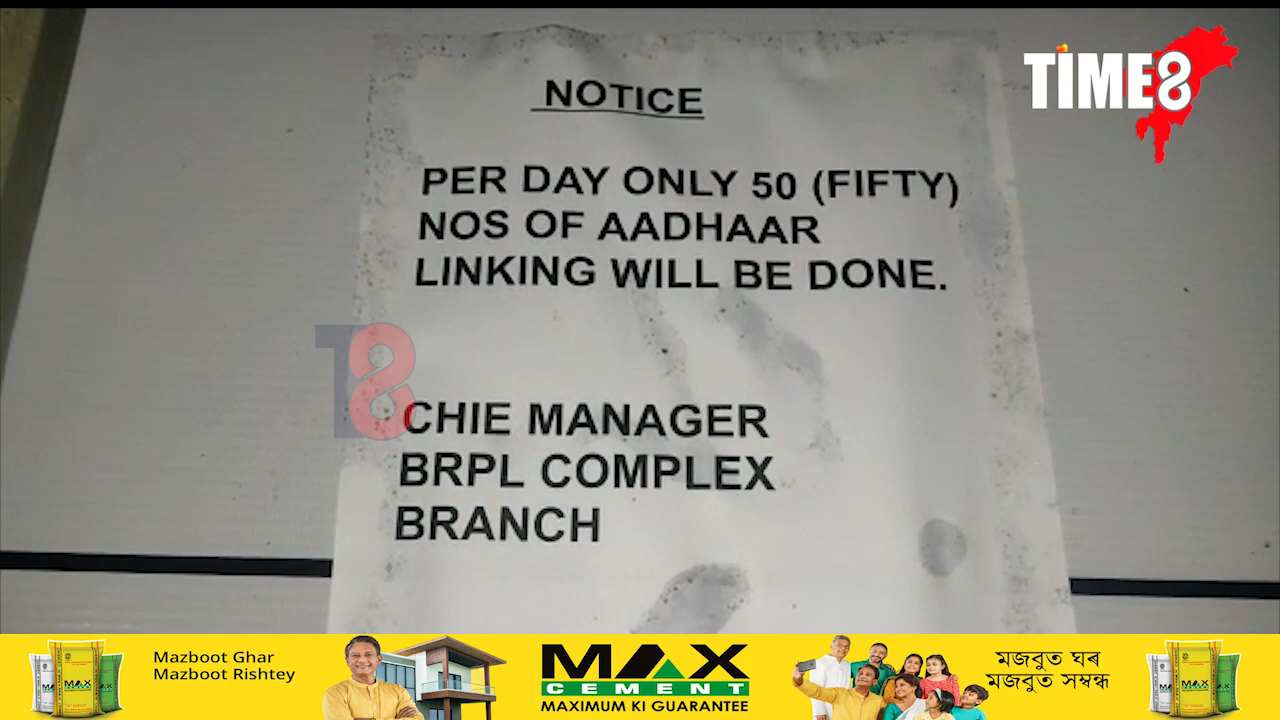 TIME8
NOTICE
PER DAY ONLY 50 (FIFTY)
NOS OF AADHAAR
LINKING WILL BE DONE.
T8
CHIE MANAGER
BRPL COMPLEX
BRANCH
Mazboot Ghar
Mazboot Rishtey
MAX
CEMENT
MAXIMUM KI GUARANTEE
মজবুত ঘৰ
মজবুত সম্বন্ধ